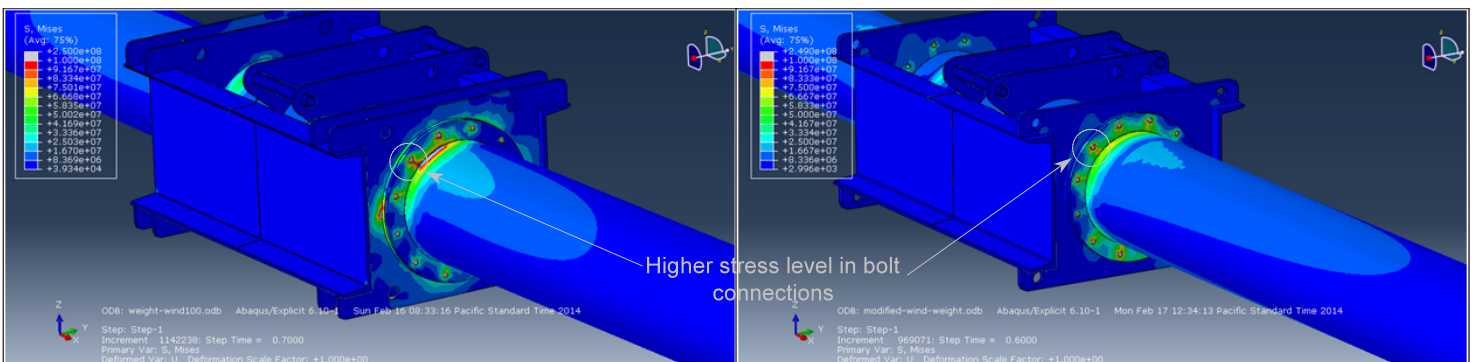 S, Mises
(Avg: 75%)
+2.500e+08
+1.000e+08
+9.167e+07
+8.334e+07
+7.501e+07
+6.668e+07
+5.835e+07
+5.002e+07
+4.169e+07
+3.336e+07
+2.503e+07
+1.670e+07
+8.369e+06
+3.934e+04
Z
Y
X
ODB: weight-wind100.odb Abaqus/Explicit 6.10-1 Sun Feb 16 08:33:16 Pacific Standard Time 2014
Step: Step-1
Increment 1142238: Step Time = 0.7000
Primary Var: S, Mises
Deformed Var: U Deformation Scale Factor: +1.000e+00
Higher stress level in bolt
connections
S, Mises
(Avg: 75%)
+2.490e+08
+1.000e+08
+9.167e+07
+8.333e+07
+7.500e+07
+6.667e+07
+5.833e+07
+5.000e+07
+4.167e+07
+3.334e+07
+2.500e+07
+1.667e+07
+8.336e+06
+2.996e+03
Z
Y
X
ODB: modified-wind-weight.odb Abaqus/Explicit 6.10-1 Mon Feb 17 12:34:13 Pacific Standard Time 2014
Step: Step-1
Increment 969071: Step Time = 0.6000
Primary Var: S, Mises
Deformed Var: U Deformation Scale Factor: +1.000e+00